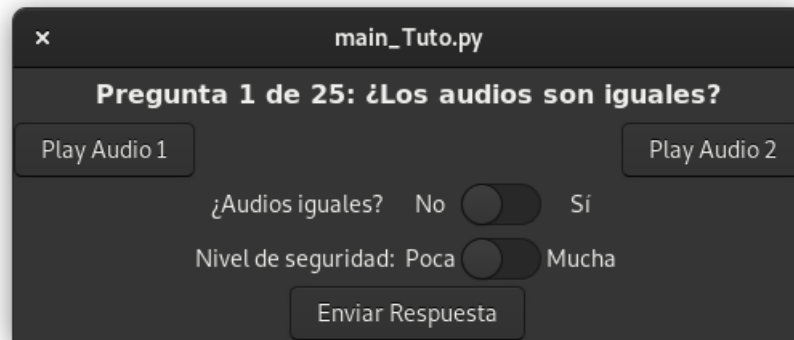 main_Tuto.py
Pregunta 1 de 25: ¿Los audios son iguales?
Play Audio 1 Play Audio 2
¿Audios iguales? No Sí
Nivel de seguridad: Poca Mucha
Enviar Respuesta